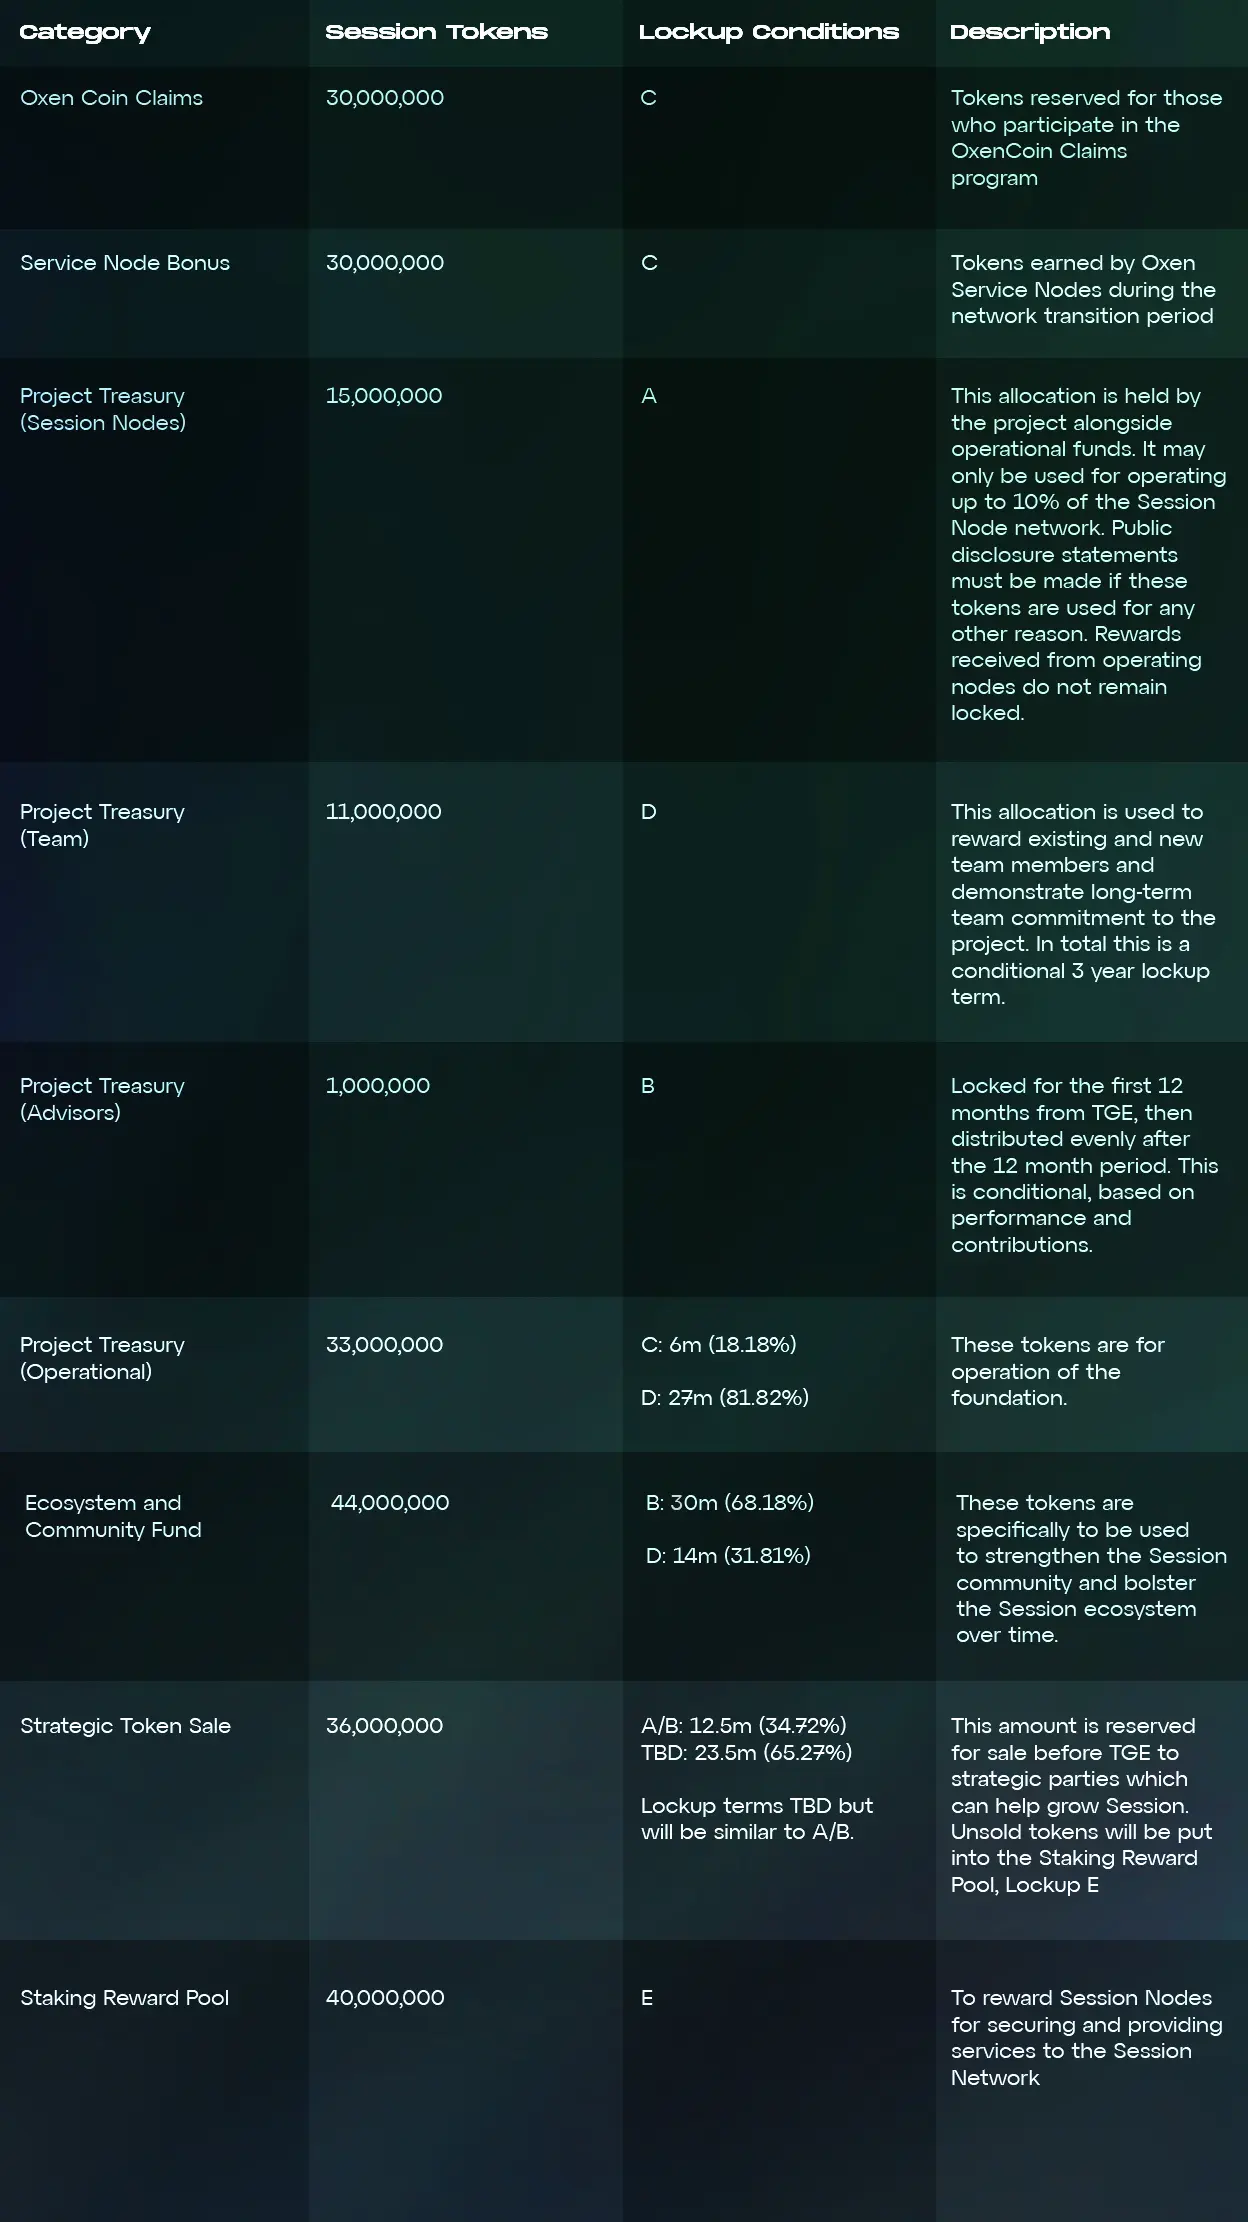 Category
Session Tokens
Lockup Conditions
Description
Oxen Coin Claims
30,000,000
C
Tokens reserved for those
who participate in the
OxenCoin Claims
program
Service Node Bonus
30,000,000
C
Tokens earned by Oxen
Service Nodes during the
network transition period
Project Treasury
(Session Nodes)
15,000,000
A
This allocation is held by
the project alongside
operational funds. It may
only be used for operating
up to 10% of the Session
Node network. Public
disclosure statements
must be made if these
tokens are used for any
other reason. Rewards
received from operating
nodes do not remain
locked.
Project Treasury
(Team)
11,000,000
D
This allocation is used to
reward existing and new
team members and
demonstrate long-term
team commitment to the
project. In total this is a
conditional 3 year lockup
term.
Project Treasury
(Advisors)
1,000,000
B
Locked for the first 12
months from TGE, then
distributed evenly after
the 12 month period. This
is conditional, based on
performance and
contributions.
Project Treasury
(Operational)
33,000,000
C: 6m (18.18%)
D: 27m (81.82%)
These tokens are for
operation of the
foundation.
Ecosystem and
Community Fund
44,000,000
B: 30m (68.18%)
D: 14m (31.81%)
These tokens are
specifically to be used
to strengthen the Session
community and bolster
the Session ecosystem
over time.
Strategic Token Sale
36,000,000
A/B: 12.5m (34.72%)
TBD: 23.5m (65.27%)
Lockup terms TBD but
will be similar to A/B.
This amount is reserved
for sale before TGE to
strategic parties which
can help grow Session.
Unsold tokens will be put
into the Staking Reward
Pool, Lockup E
Staking Reward Pool
40,000,000
E
To reward Session Nodes
for securing and providing
services to the Session
Network